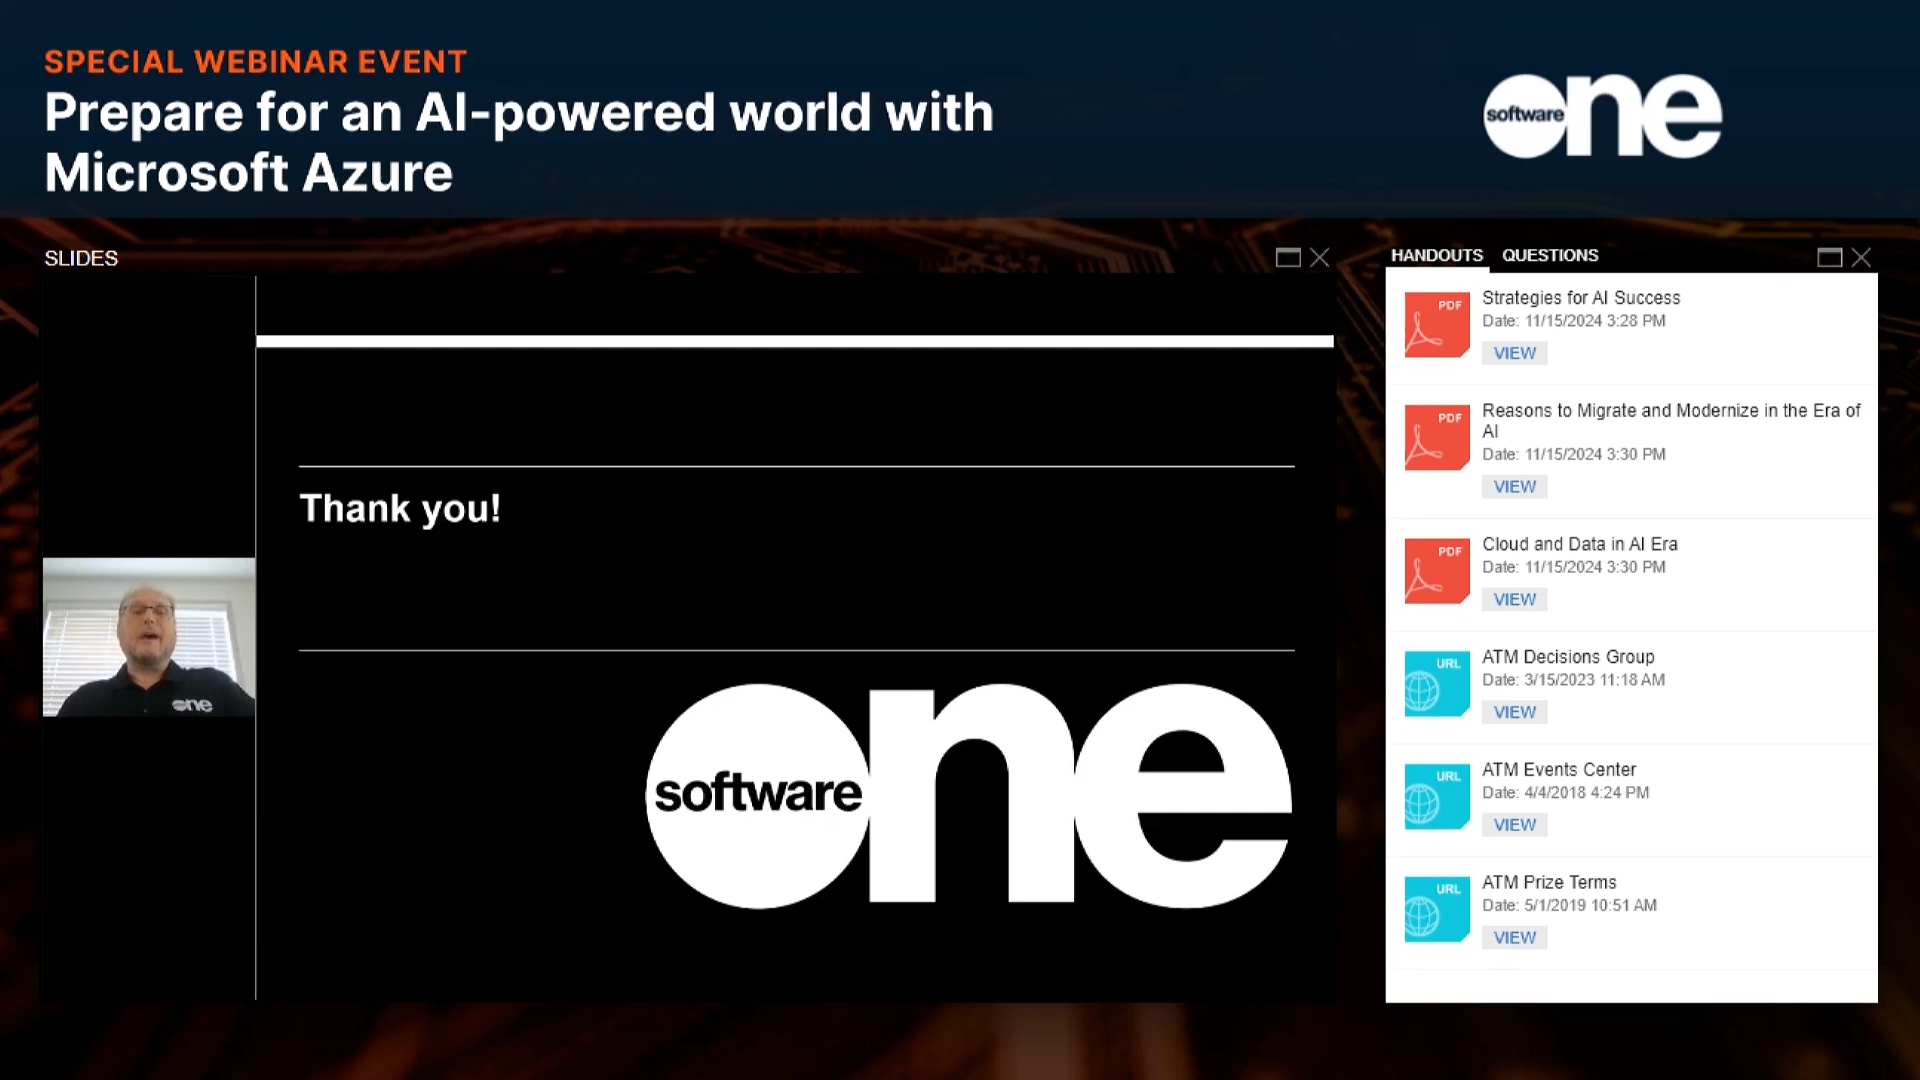 SPECIAL WEBINAR EVENT
Prepare for an AI-powered world with
Microsoft Azure
software one
SLIDES
Thank you!
software one
one
HANDOUTS
QUESTIONS
PDF
Strategies for AI Success
Date: 11/15/2024 3:28 PM
VIEW
PDF
Reasons to Migrate and Modernize in the Era of
AI
Date: 11/15/2024 3:30 PM
VIEW
PDF
Cloud and Data in AI Era
Date: 11/15/2024 3:30 PM
VIEW
URL
ATM Decisions Group
Date: 3/15/2023 11:18 AM
VIEW
URL
ATM Events Center
Date: 4/4/2018 4:24 PM
VIEW
URL
ATM Prize Terms
Date: 5/1/2019 10:51 AM
VIEW